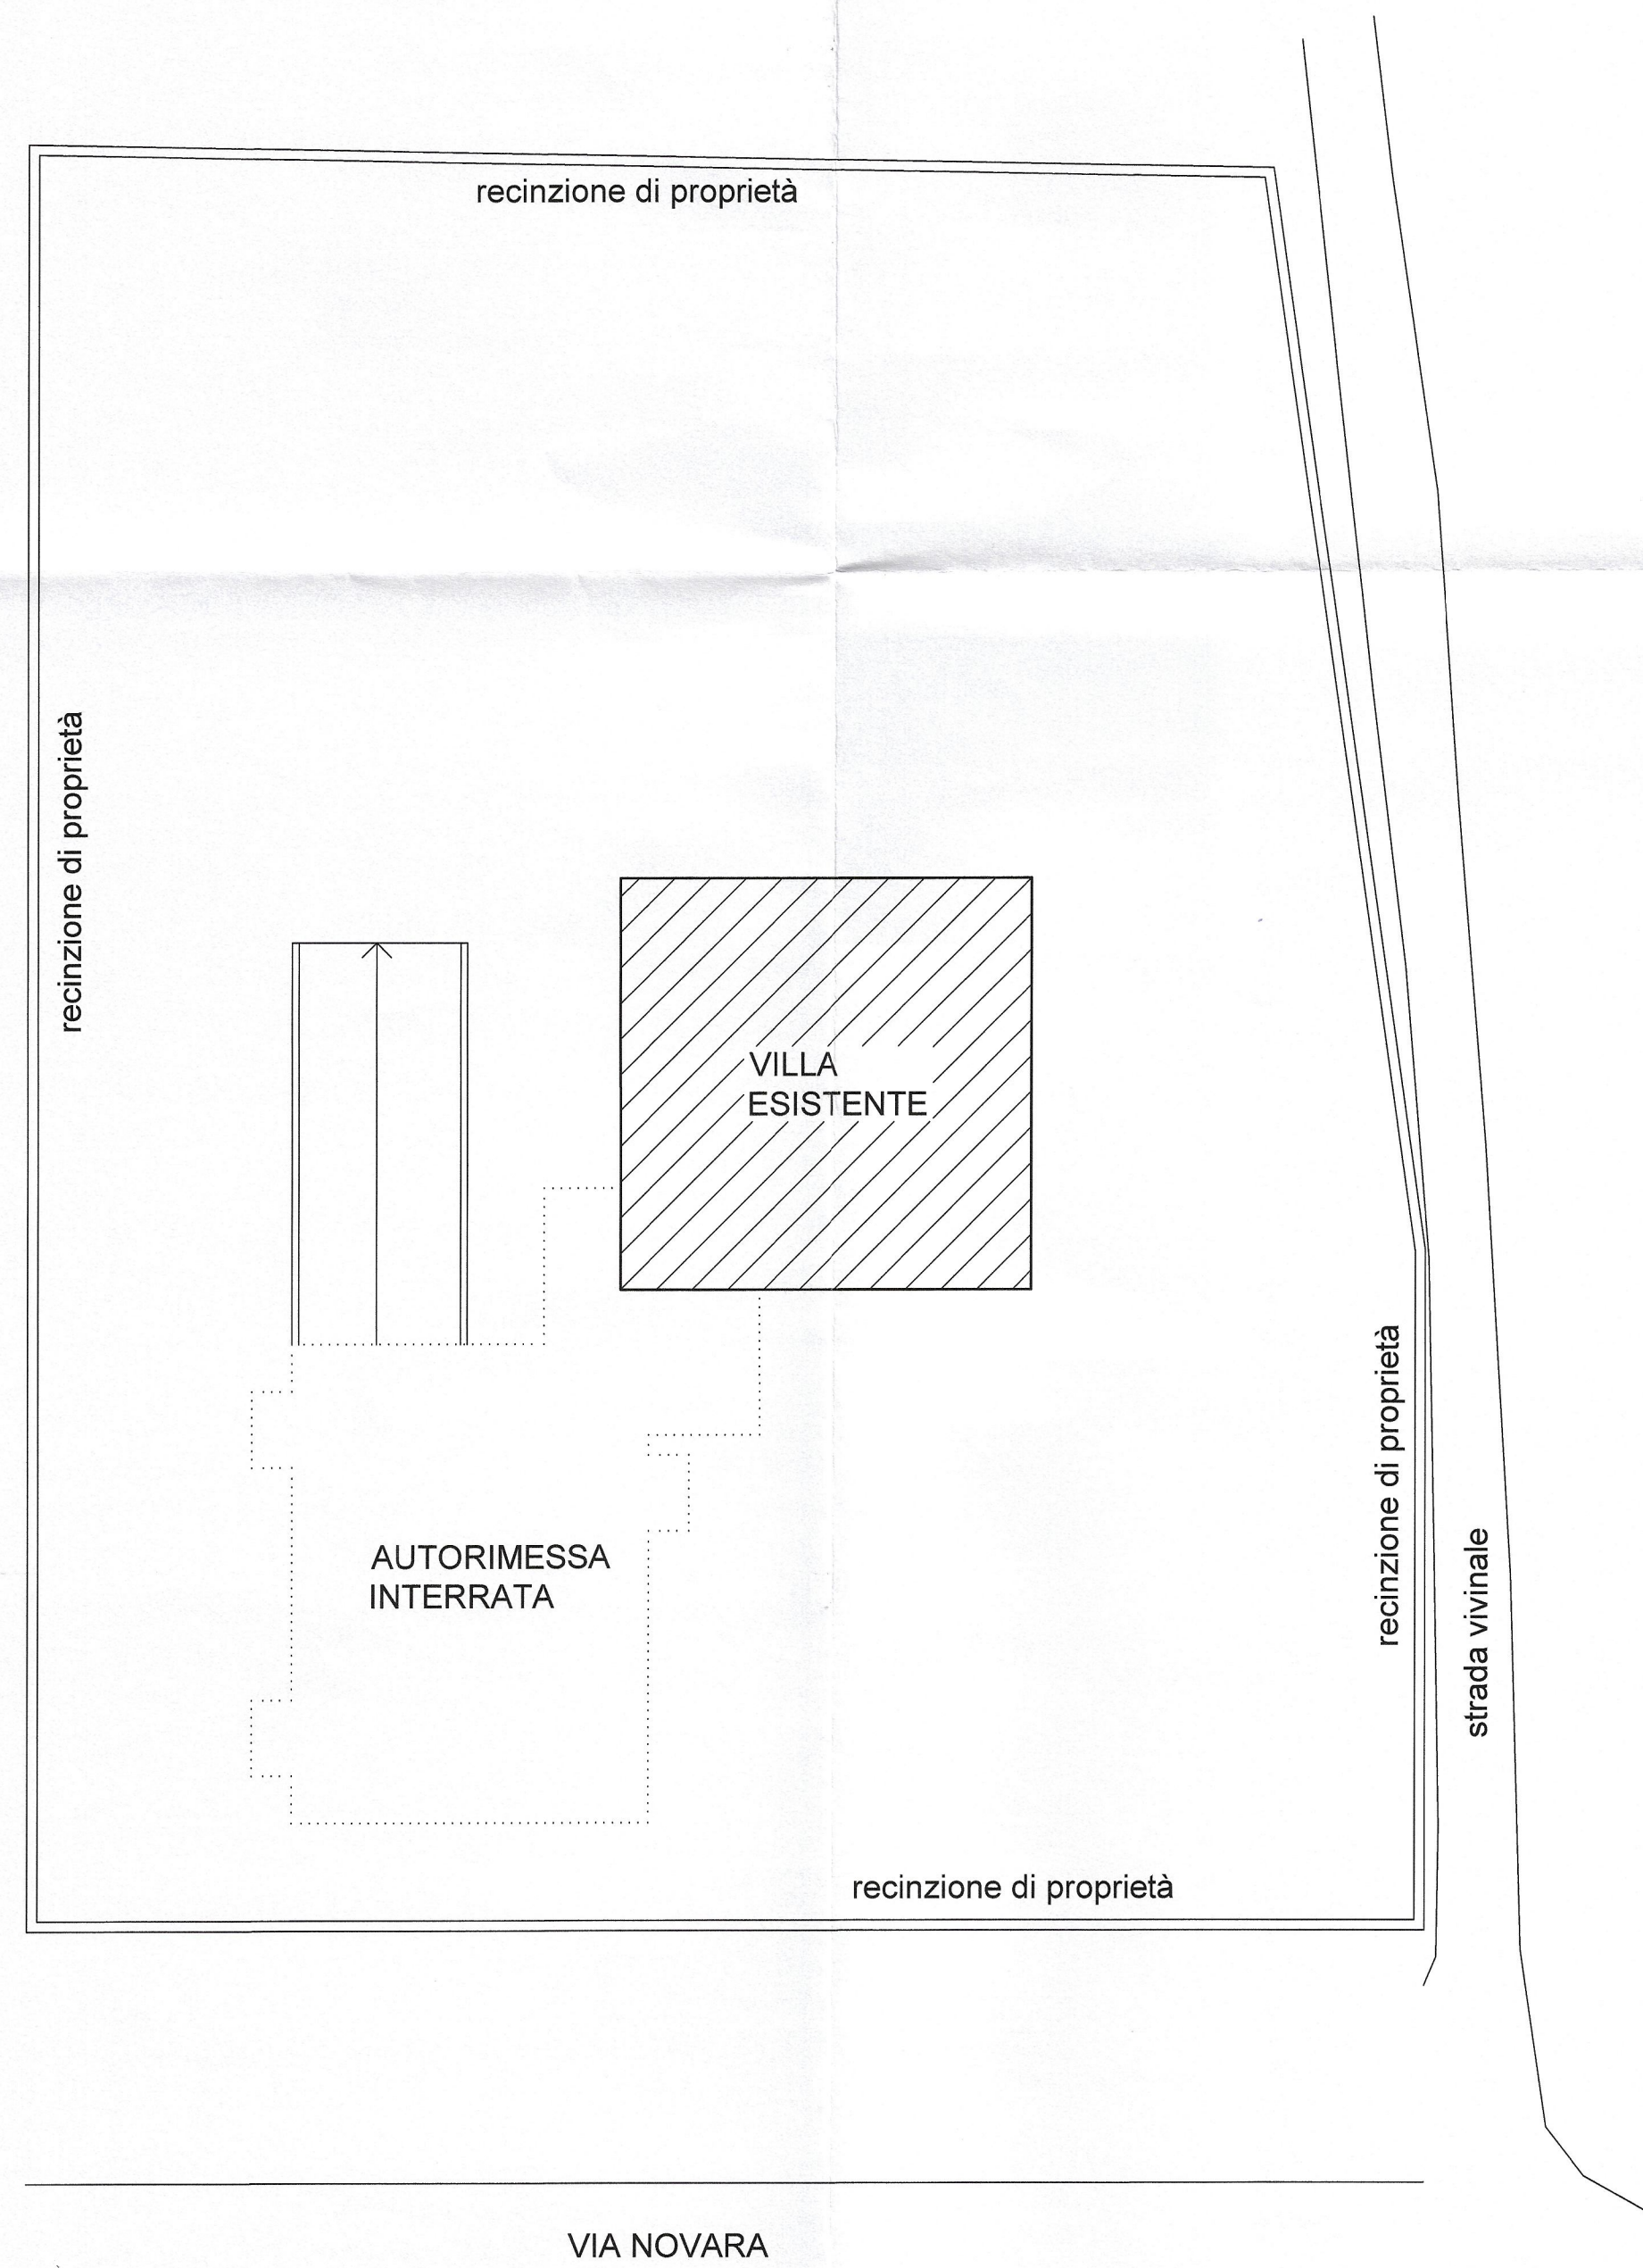 recinzione di proprietà
recinzione di proprietà
VILLA
ESISTENTE
recinzione di proprietà
AUTORIMESSA
INTERRATA
strada vivinale
recinzione di proprietà
VIA NOVARA